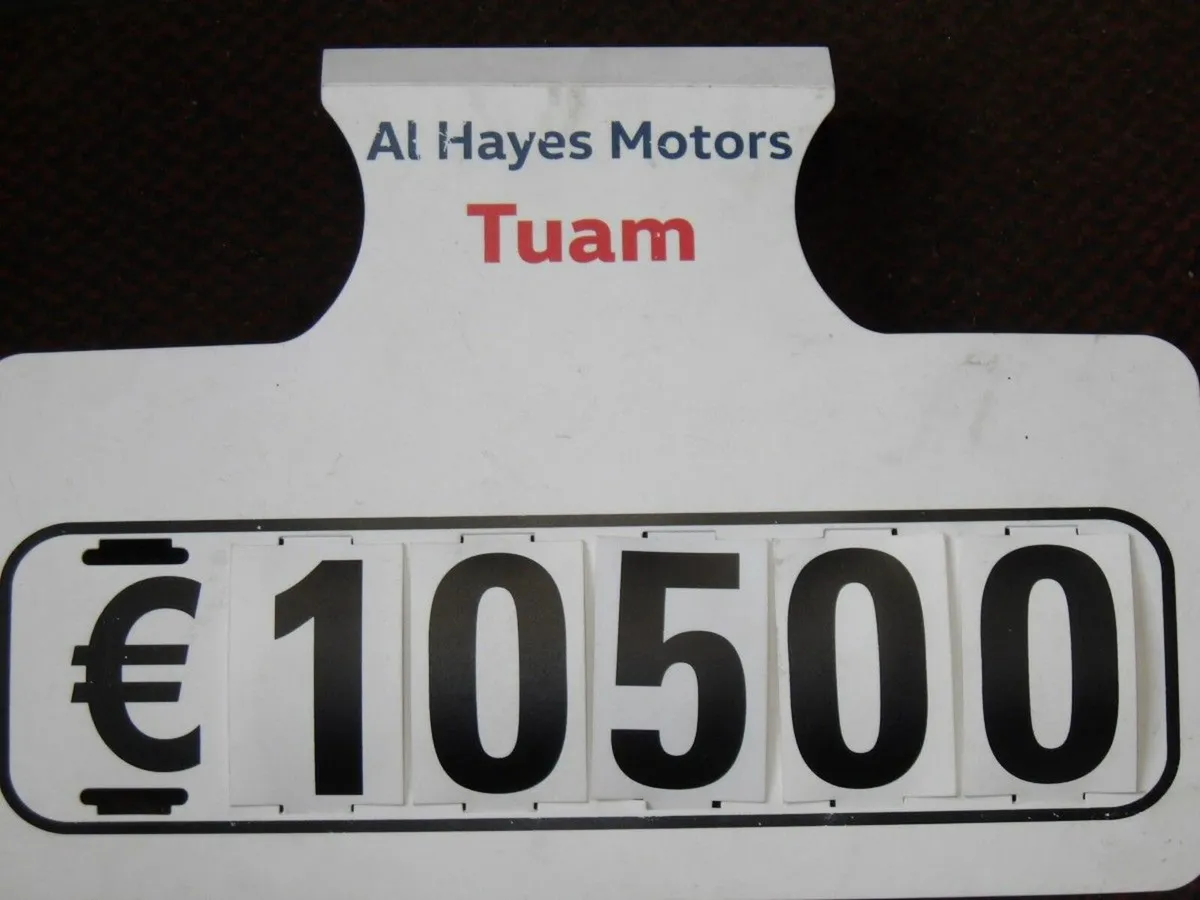 Al Hayes Motors
Tuam
€10500